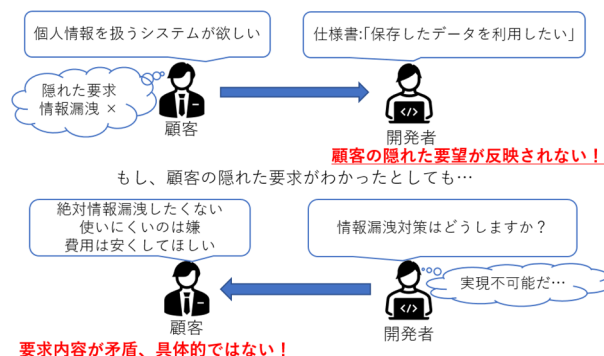 個人情報を扱うシステムが欲しい
仕様書:「保存したデータを利用したい」
隠れた要求
情報漏洩 ×
</>
顧客
開発者
顧客の隠れた要望が反映されない！
もし、顧客の隠れた要求がわかったとしても…
絶対情報漏洩したくない
使いにくいのは嫌
費用は安くしてほしい
情報漏洩対策はどうしますか？
実現不可能だ…
</>
顧客
開発者
要求内容が矛盾、具体的ではない！